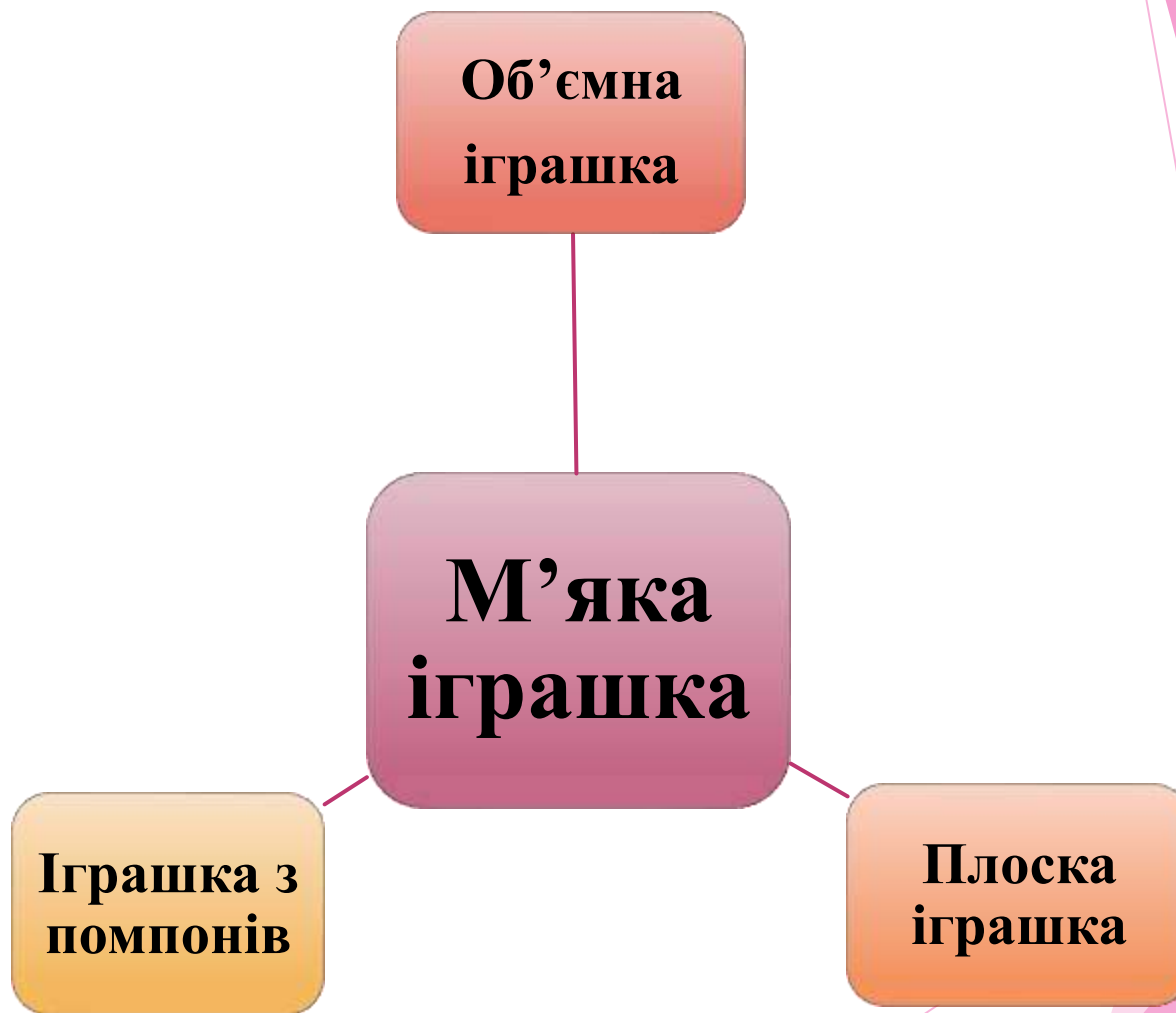 Об’ємна
іграшка
М’яка
іграшка
Іграшка з
помпонів
Плоска
іграшка